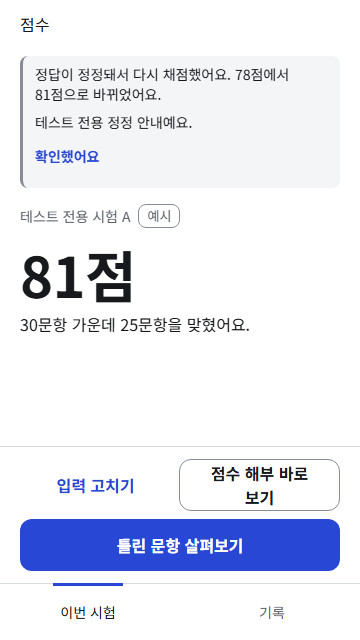 점수
정답이 정정돼서 다시 채점했어요. 78점에서
81점으로 바뀌었어요.
테스트 전용 정정 안내예요.
확인했어요
테스트 전용 시험 A 예시
81점
30문항 가운데 25문항을 맞혔어요.
입력 고치기
점수 해부 바로
보기
틀린 문항 살펴보기
이번 시험 기록